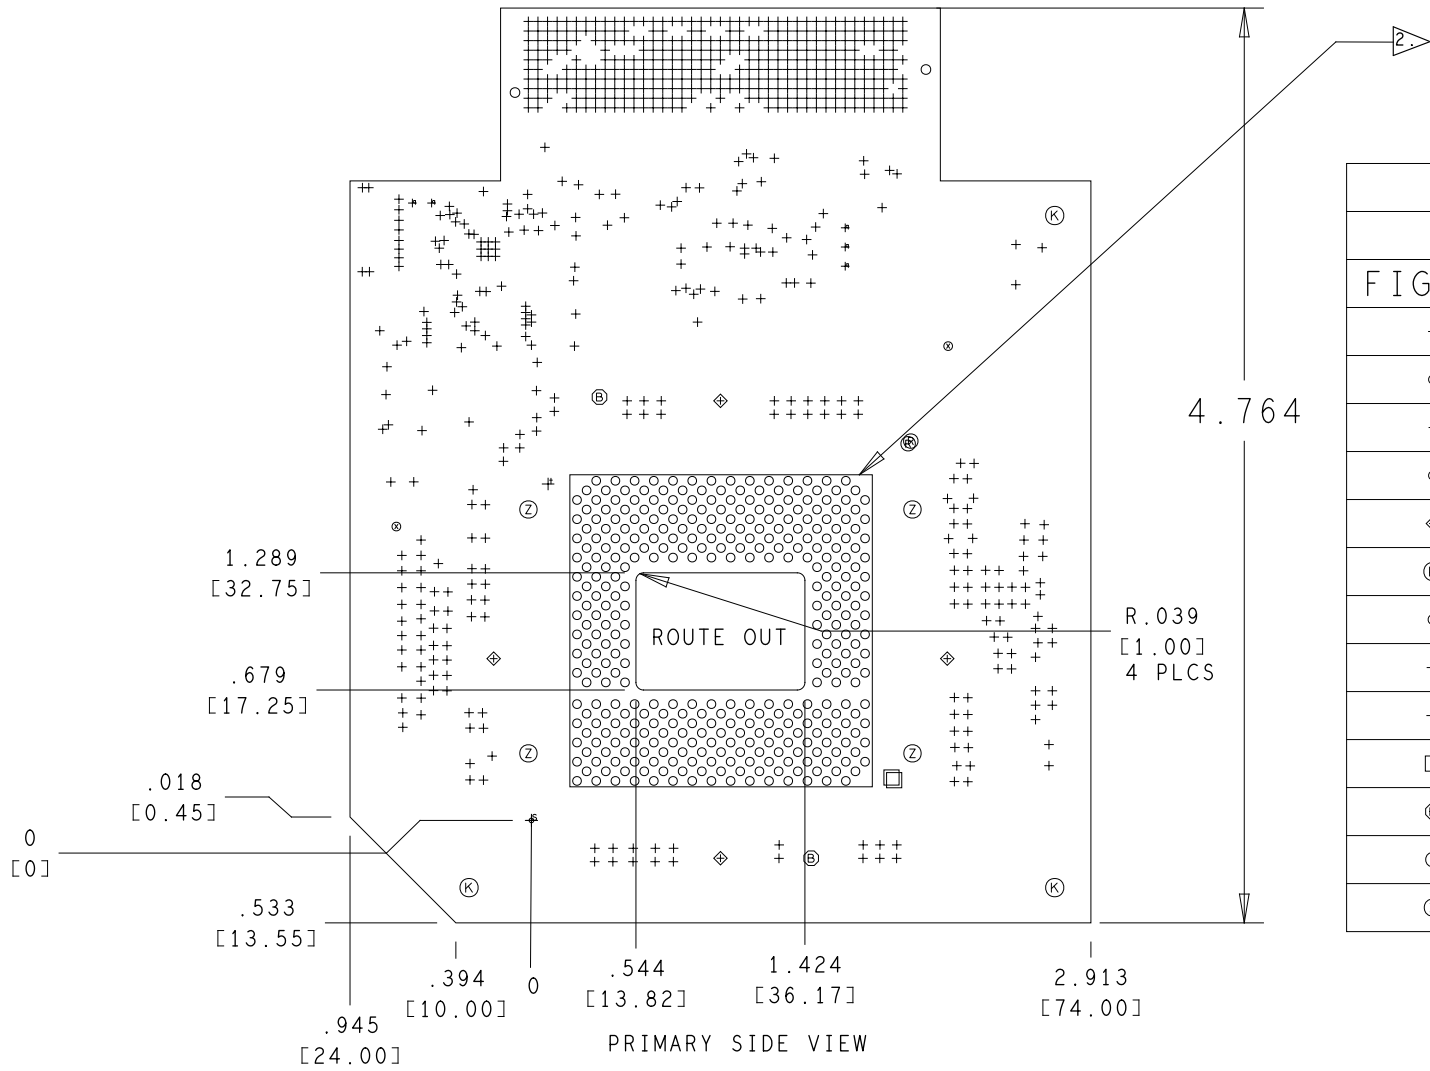 2.
K
FIG
4.764
B
Z
Z
1.289
[32.75]
ROUTE OUT
R.039
[1.00]
4 PLCS
.679
[17.25]
Z
Z
.018
[0.45]
0
[0]
B
K
K
.533
[13.55]
.394
[10.00]
0
.544
[13.82]
1.424
[36.17]
2.913
[74.00]
.945
[24.00]
PRIMARY SIDE VIEW